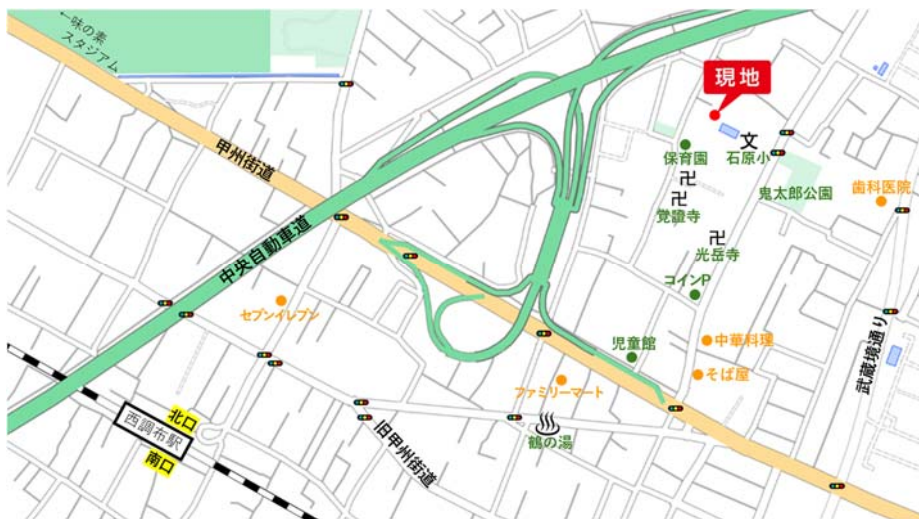 ←味の素
スタジアム
現地
甲州街道
中央自動車道
保育園
文
石原小
卍
卍
覚證寺
鬼太郎公園
歯科医院
卍
光岳寺
コインP
セブンイレブン
児童館
中華料理
武蔵境通り
そば屋
ファミリーマート
北口
西調布駅
南口
旧甲州街道
鶴の湯